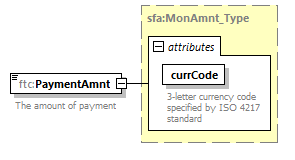 sfa:MonAmnt_Type
attributes
ftc:PaymentAmnt
currCode
The amount of payment
3-letter currency code
specified by ISO 4217
standard